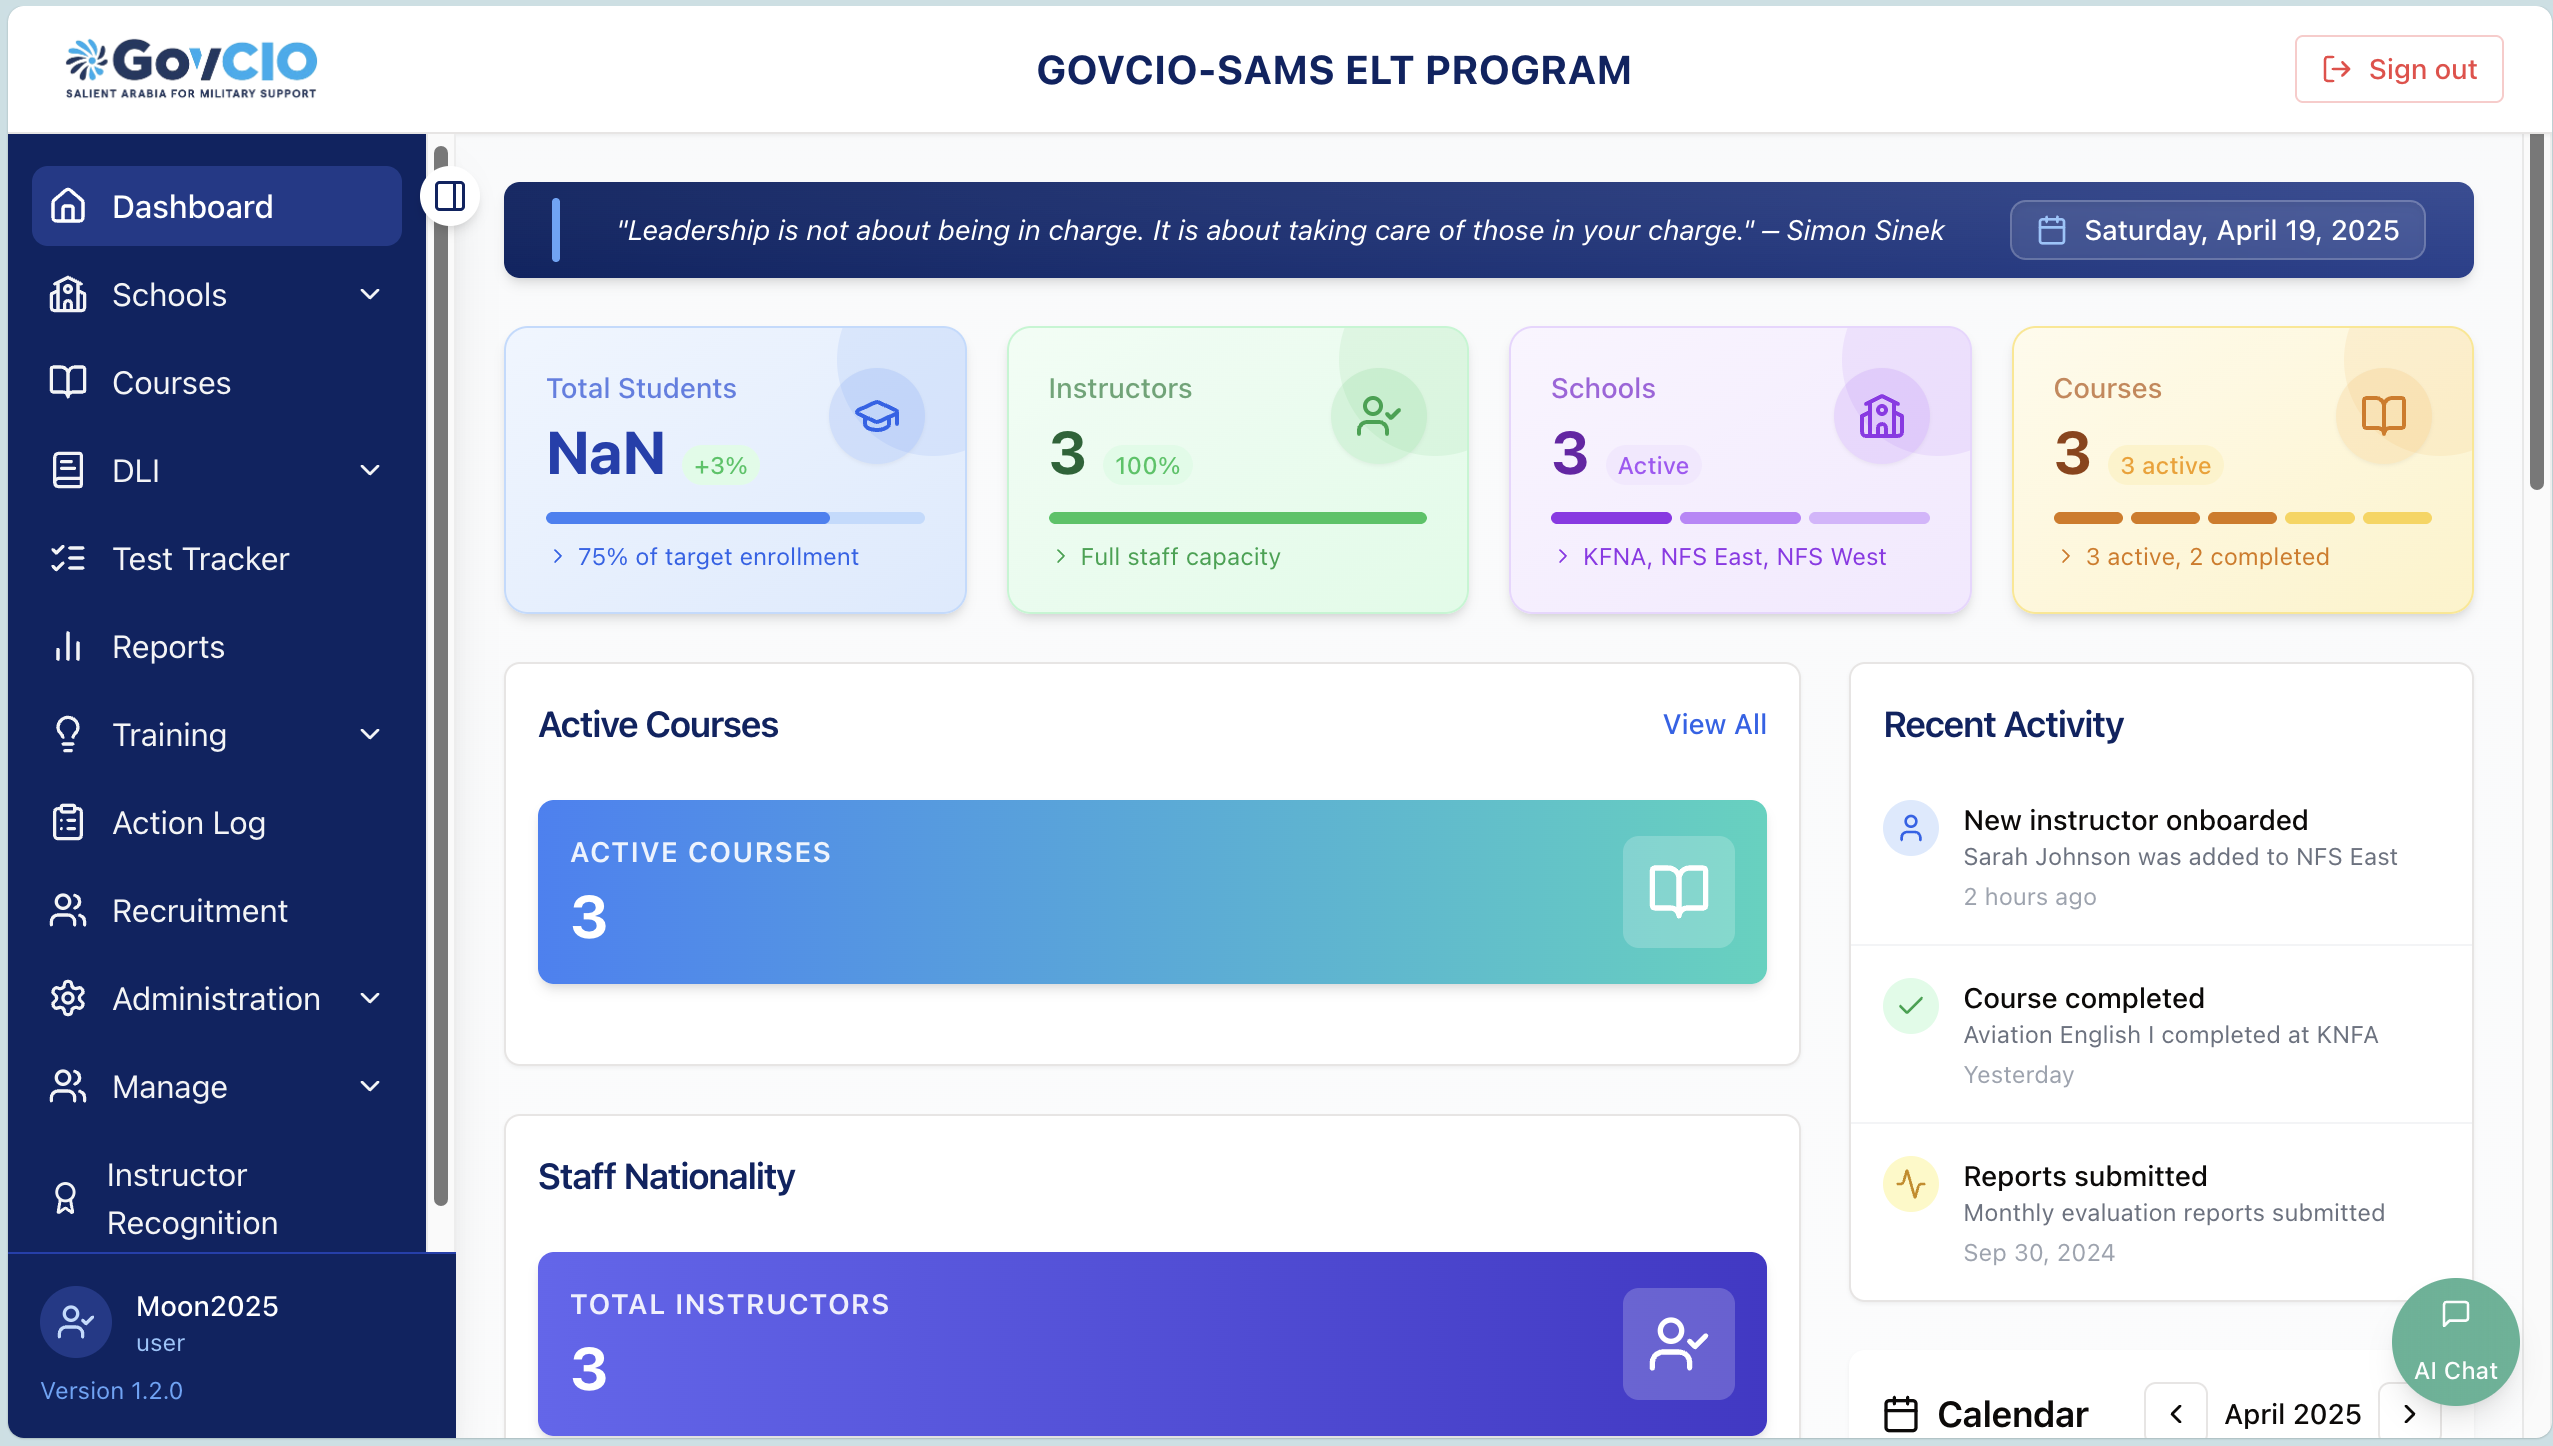 GovCIO
SALIENT ARABIA FOR MILITARY SUPPORT
GOVCIO-SAMS ELT PROGRAM
Sign out
Dashboard
Schools
Courses
DLI
Test Tracker
Reports
Training
Action Log
Recruitment
Administration
Manage
Instructor
Recognition
Moon2025
user
Version 1.2.0
"Leadership is not about being in charge. It is about taking care of those in your charge." — Simon Sinek
Saturday, April 19, 2025
Total Students
NaN +3%
75% of target enrollment
Instructors
3 100%
Full staff capacity
Schools
3 Active
KFNA, NFS East, NFS West
Courses
3 3 active
3 active, 2 completed
Active Courses
View All
ACTIVE COURSES
3
Staff Nationality
TOTAL INSTRUCTORS
3
Recent Activity
New instructor onboarded
Sarah Johnson was added to NFS East
2 hours ago
Course completed
Aviation English I completed at KNFA
Yesterday
Reports submitted
Monthly evaluation reports submitted
Sep 30, 2024
Calendar
April 2025
AI Chat